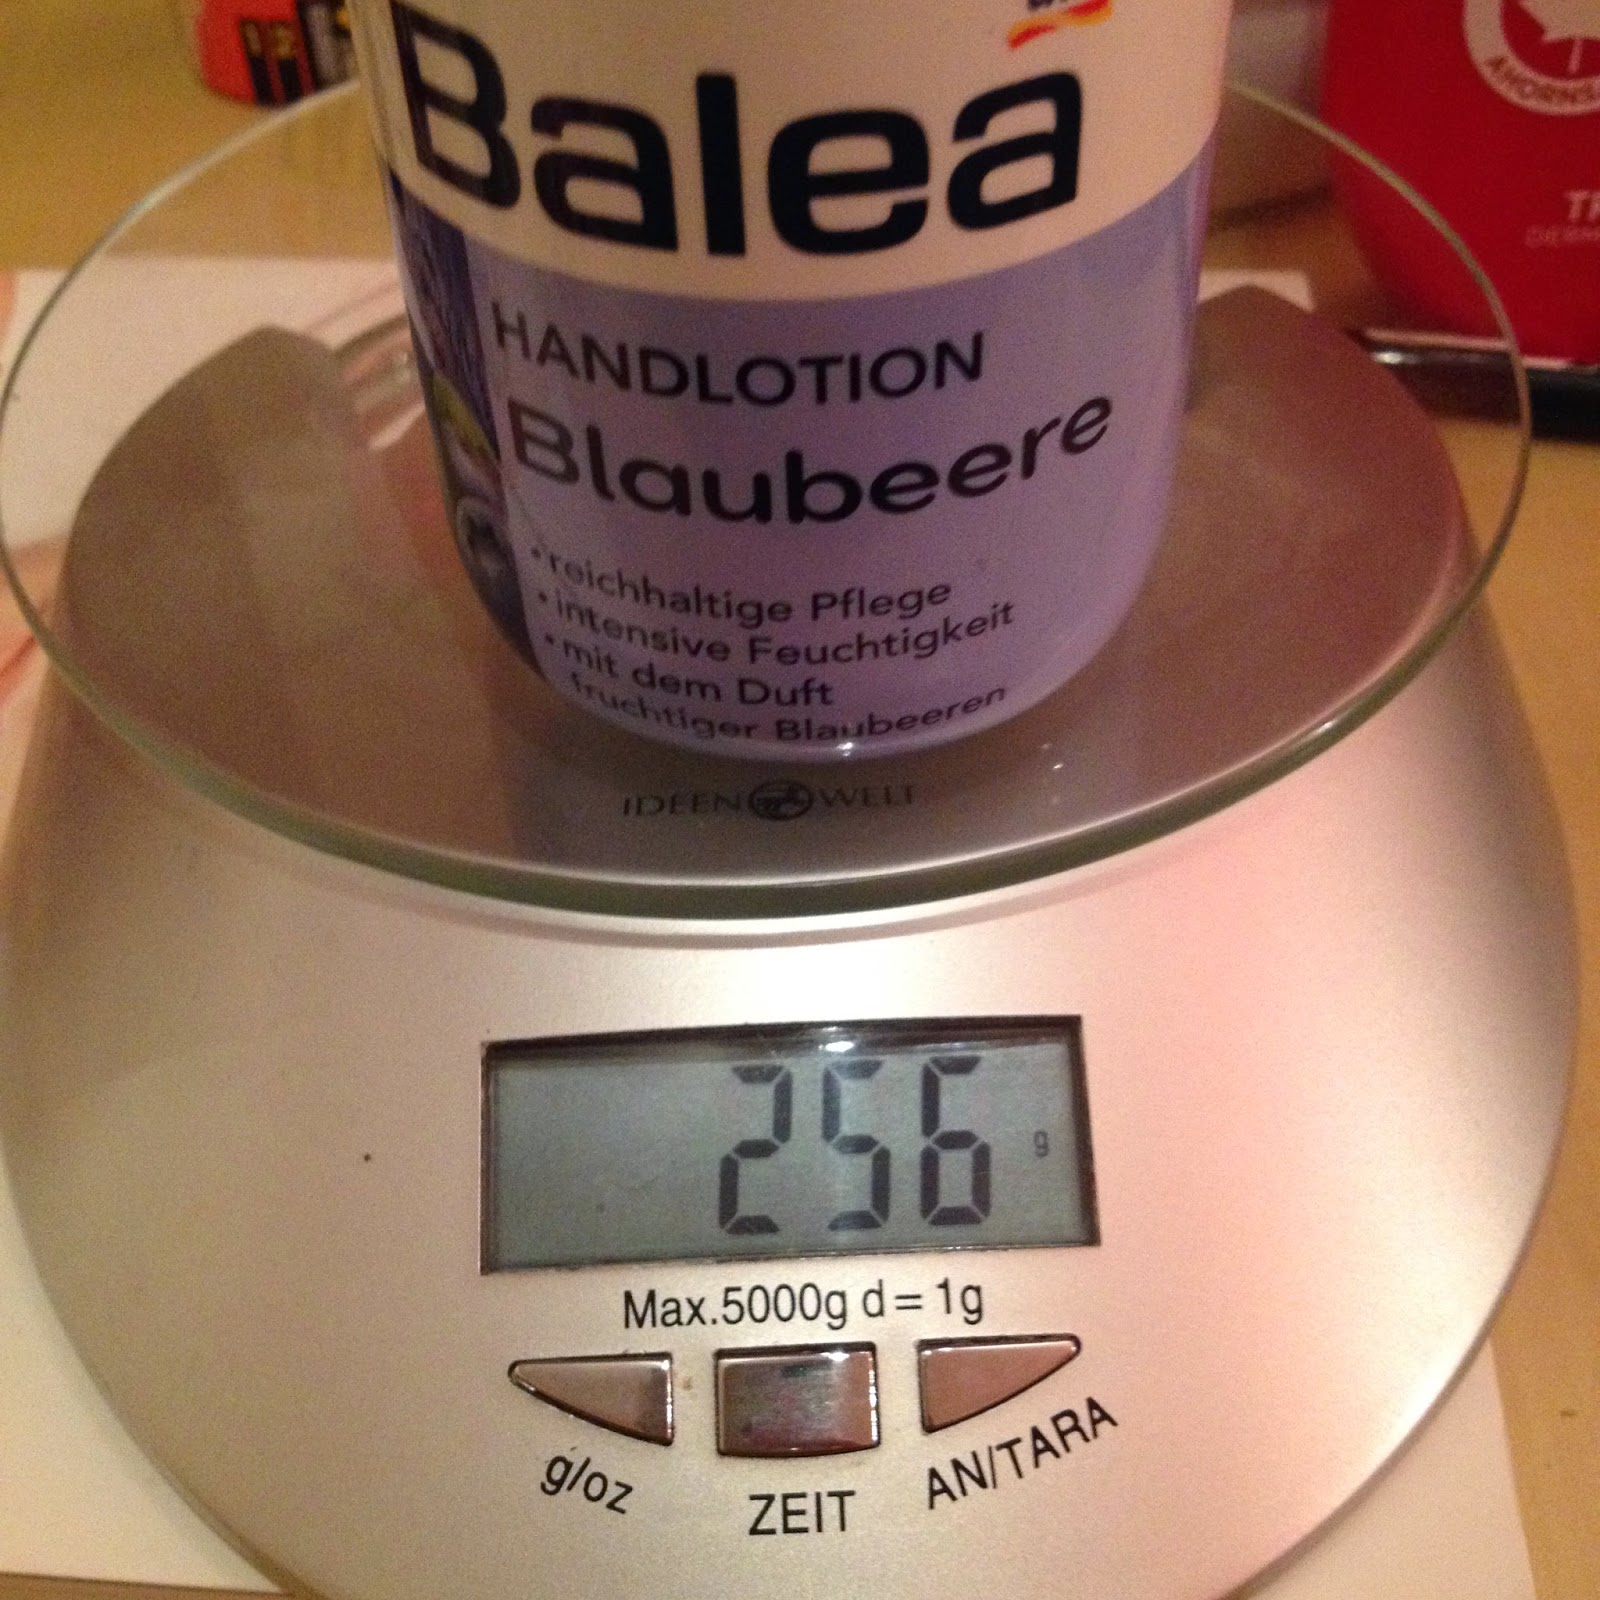 Balea
HANDLOTION
Blaubeere
• reichhaltige Pflege
• intensive Feuchtigkeit
• mit dem Duft
fruchtiger Blaubeeren
IDEEN WELT
256 g
Max.5000g d=1g
g/oz
ZEIT
AN/TARA